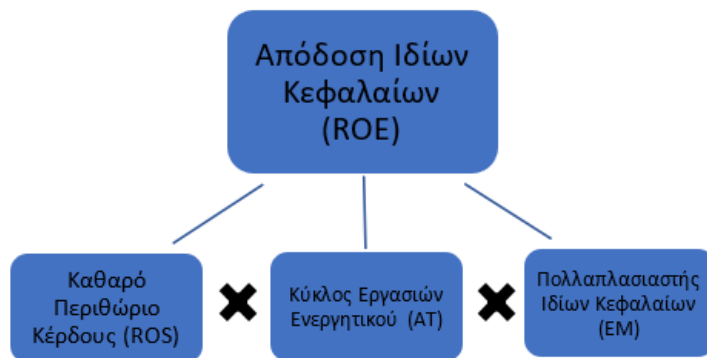 Απόδοση Ιδίων
Κεφαλαίων
(ROE)
Καθαρό
Περιθώριο
Κέρδους (ROS)
Κύκλος Εργασιών
Ενεργητικού (AT)
Πολλαπλασιαστής
Ιδίων Κεφαλαίων
(EM)